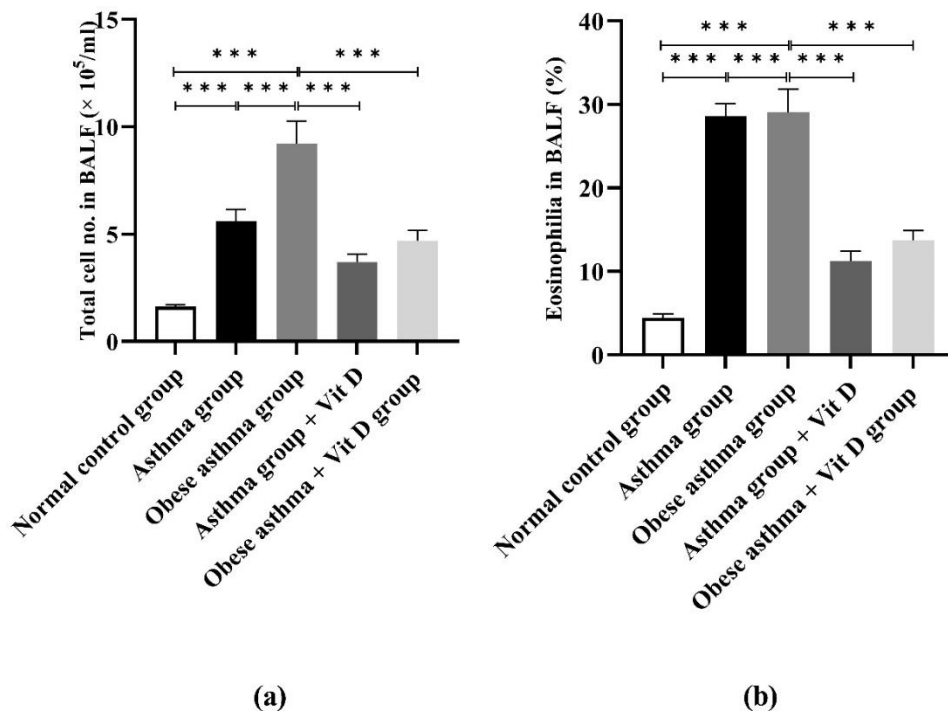 Total cell no. in BALF (× 10⁵/ml)
15
10
5
0
*** ***
*** *** ***
Normal control group
Asthma group
Obese asthma group
Asthma group + Vit D
Obese asthma + Vit D group
(a)
Eosinophilia in BALF (%)
40
30
20
10
0
*** ***
*** *** ***
Normal control group
Asthma group
Obese asthma group
Asthma group + Vit D
Obese asthma + Vit D group
(b)